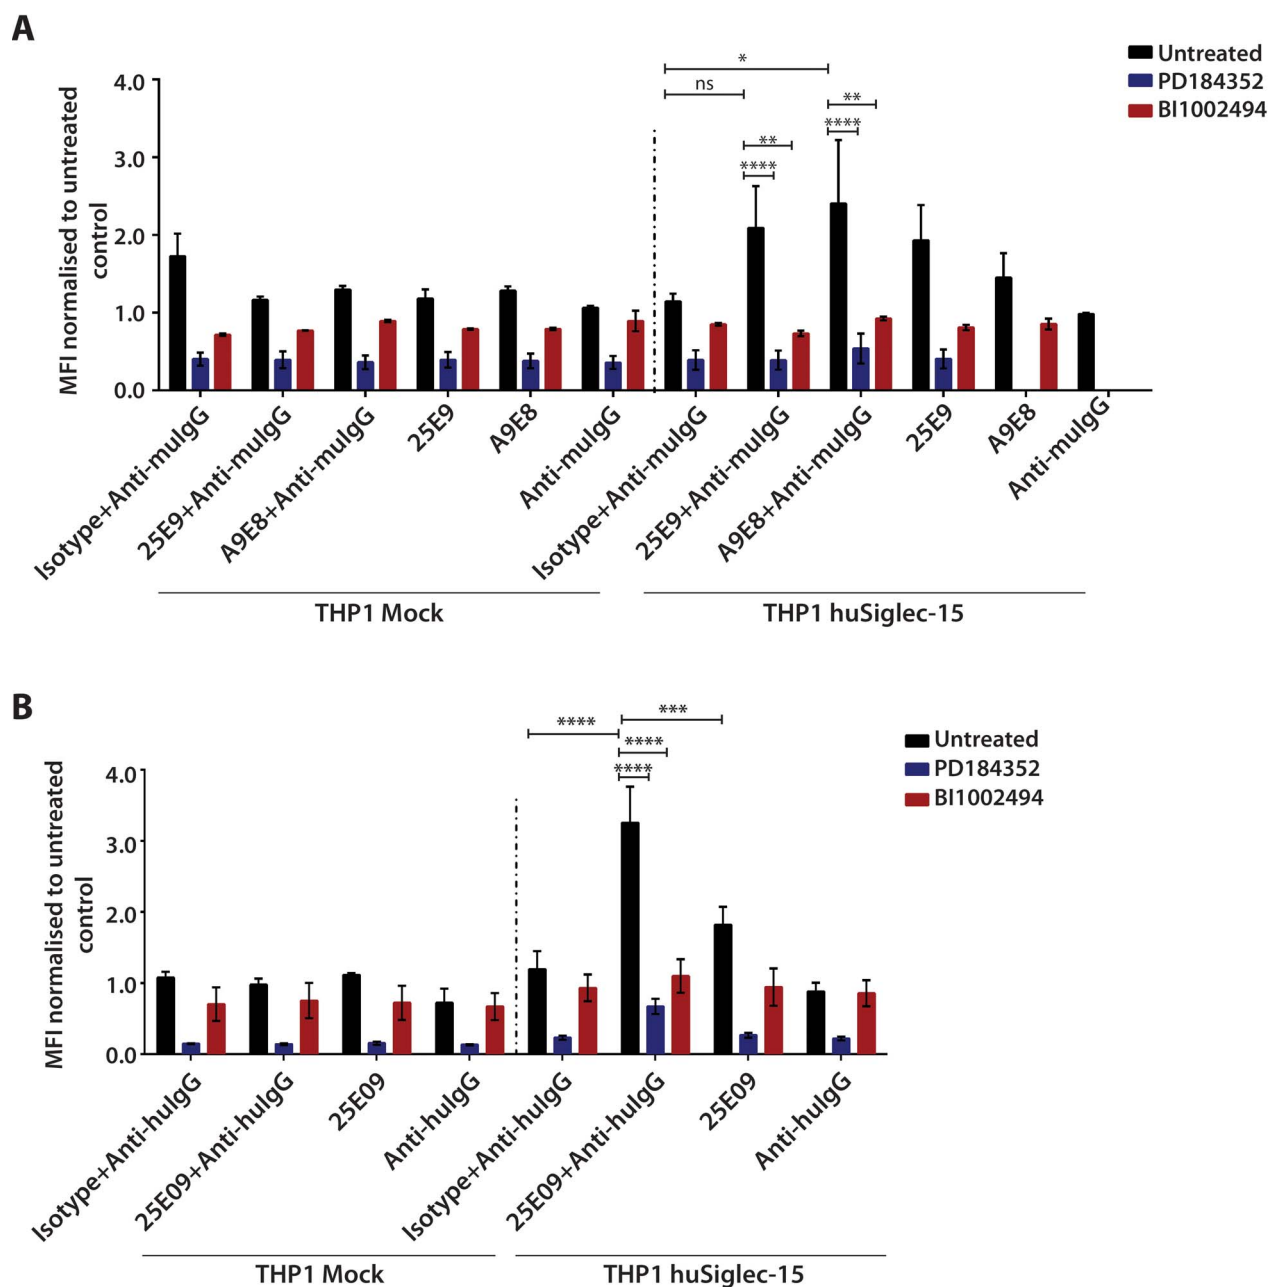 A
Untreated
PD184352
BI1002494
MFI normalised to untreated
control
4.0
3.0
2.0
1.0
0.0
*
ns
**
****
**
****
Isotype+Anti-muIgG
25E9+Anti-muIgG
A9E8+Anti-muIgG
25E9
A9E8
Anti-muIgG
Isotype+Anti-muIgG
25E9+Anti-muIgG
A9E8+Anti-muIgG
25E9
A9E8
Anti-muIgG
THP1 Mock
THP1 huSiglec-15
B
Untreated
PD184352
BI1002494
MFI normalised to untreated
control
4.0
3.0
2.0
1.0
0.0
****
***
****
****
Isotype+Anti-huIgG
25E09+Anti-huIgG
25E09
Anti-huIgG
Isotype+Anti-huIgG
25E09+Anti-huIgG
25E09
Anti-huIgG
THP1 Mock
THP1 huSiglec-15